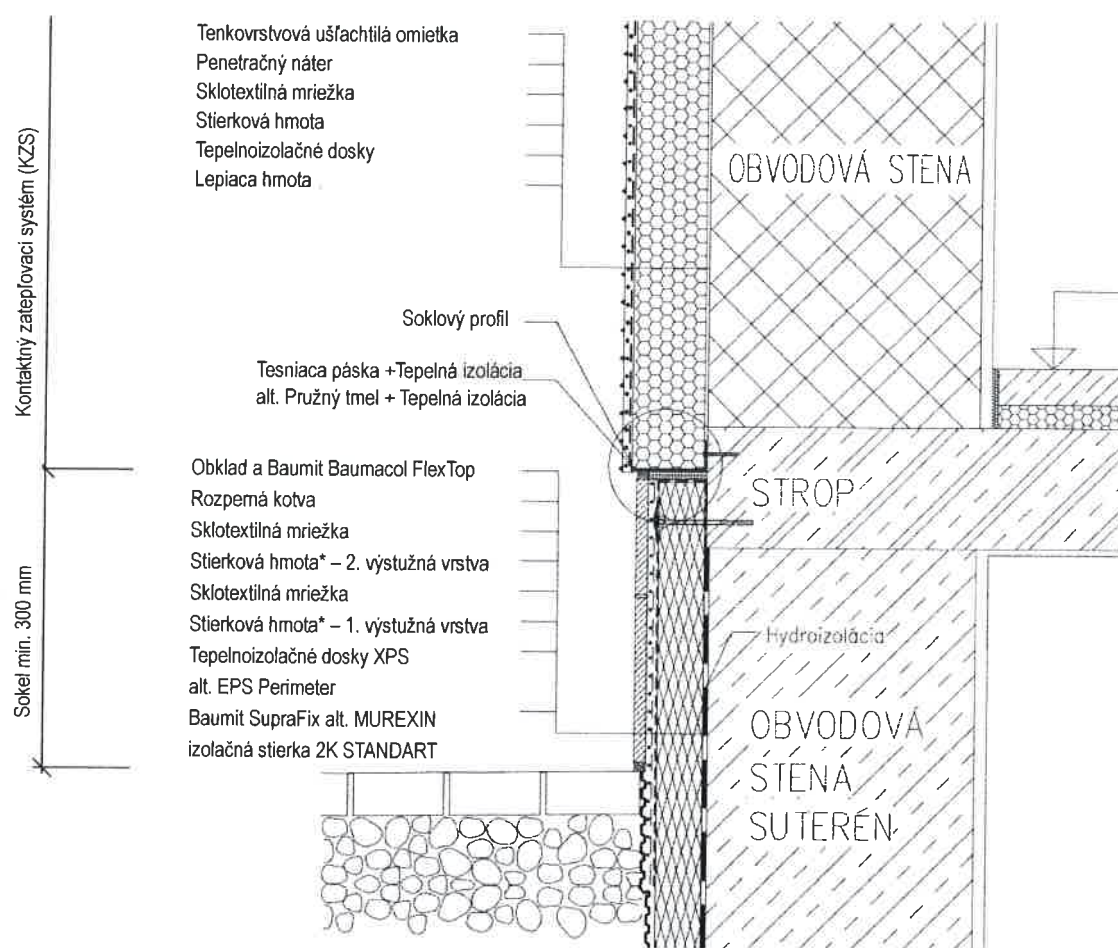 Tenkovrstvová ušľachtilá omietka
Penetračný náter
Sklotextilná mriežka
Stierková hmota
Tepelnoizolačné dosky
Lepiaca hmota
Kontaktný zatepľovací systém (KZS)
OBVODOVÁ STENA
Soklový profil
Tesniaca páska +Tepelná izolácia
alt. Pružný tmel + Tepelná izolácia
STROP
Obklad a Baumit Baumacol FlexTop
Rozperná kotva
Sklotextilná mriežka
Stierková hmota* – 2. výstužná vrstva
Sklotextilná mriežka
Stierková hmota* – 1. výstužná vrstva
Tepelnoizolačné dosky XPS
alt. EPS Perimeter
Baumit SupraFix alt. MUREXIN
izolačná stierka 2K STANDART
Sokel min. 300 mm
Hydroizolácia
OBVODOVÁ
STENA
SUTERÉN